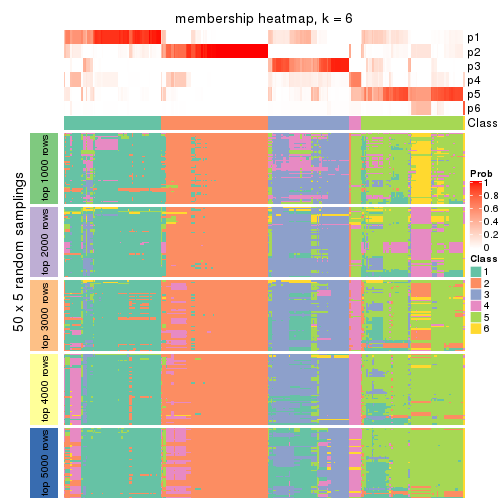 membership heatmap, k = 6
p1
p2
p3
p4
p5
p6
Class
50 x 5 random samplings
top 1000 rows
top 2000 rows
top 3000 rows
top 4000 rows
top 5000 rows
Prob
1
0.8
0.6
0.4
0.2
0
Class
1
2
3
4
5
6